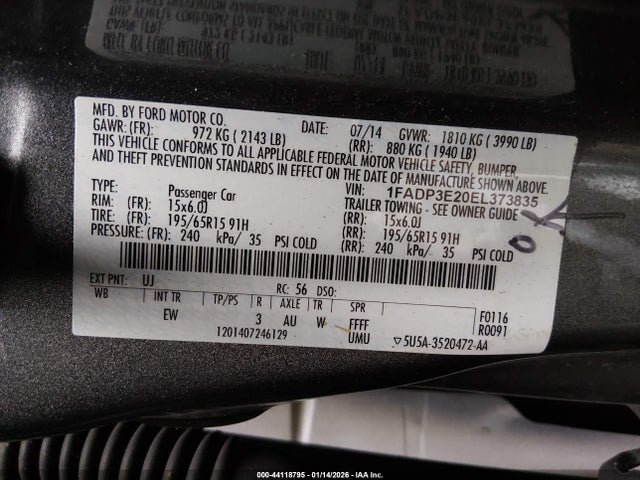 MFD. BY FORD MOTOR CO. DATE: 07/14 GVWR: 1810 KG ( 3990 LB)
GAWR: (FR): 972 KG ( 2143 LB) (RR): 880 KG ( 1940 LB)
THIS VEHICLE CONFORMS TO ALL APPLICABLE FEDERAL MOTOR VEHICLE SAFETY, BUMPER,
AND THEFT PREVENTION STANDARDS IN EFFECT ON THE DATE OF MANUFACTURE SHOWN ABOVE.
VIN: 1FADP3E20EL373835
TYPE: Passenger Car TRAILER TOWING - SEE OWNER GUIDE
RIM: (FR): 15x6.0J (RR): 15x6.0J
TIRE: (FR): 195/65R15 91H (RR): 195/65R15 91H
PRESSURE: (FR): 240 kPa/ 35 PSI COLD (RR): 240 kPa/ 35 PSI COLD
EXT PNT: UJ RC: 56 DSO:
WB INT TR TP/PS R AXLE TR SPR F0116
EW 3 AU W FFFF R0091
1201407246129 UMU ▽5U5A-3520472-AA
000-44118795 - 01/14/2026 - IAA